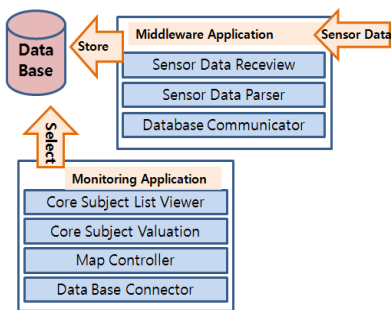 Data
Base
Store
Middleware Application
Sensor Data
Sensor Data Receview
Sensor Data Parser
Database Communicator
Select
Monitoring Application
Core Subject List Viewer
Core Subject Valuation
Map Controller
Data Base Connector